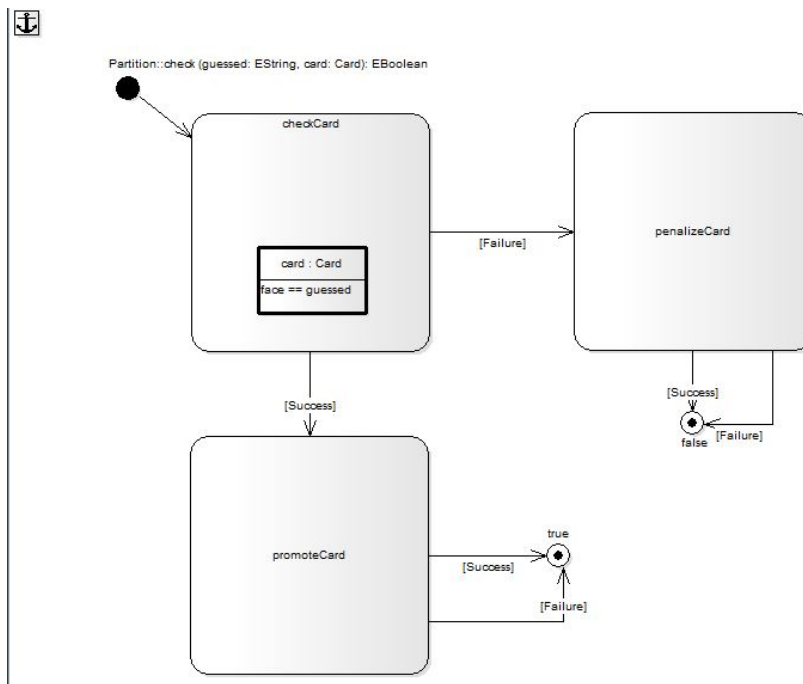 Partition::check (guessed: EString, card: Card): EBoolean
checkCard
card : Card
face == guessed
[Failure]
penalizeCard
[Success]
[Failure]
false
[Success]
promoteCard
true
[Success]
[Failure]